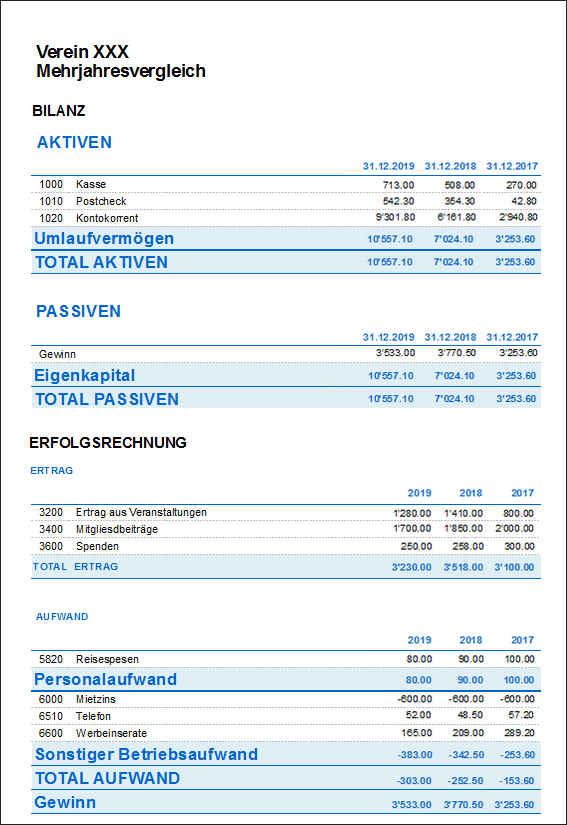 Verein XXX
Mehrjahresvergleich
BILANZ
AKTIVEN
31.12.2019 31.12.2018 31.12.2017
1000 Kasse 713.00 508.00 270.00
1010 Postcheck 542.30 354.30 42.80
1020 Kontokorrent 9'301.80 6'161.80 2'940.80
Umlaufvermögen 10'557.10 7'024.10 3'253.60
TOTAL AKTIVEN 10'557.10 7'024.10 3'253.60
PASSIVEN
31.12.2019 31.12.2018 31.12.2017
Gewinn 3'533.00 3'770.50 3'253.60
Eigenkapital 10'557.10 7'024.10 3'253.60
TOTAL PASSIVEN 10'557.10 7'024.10 3'253.60
ERFOLGSRECHNUNG
ERTRAG
2019 2018 2017
3200 Ertrag aus Veranstaltungen 1'280.00 1'410.00 800.00
3400 Mitgliesdbeiträge 1'700.00 1'850.00 2'000.00
3600 Spenden 250.00 258.00 300.00
TOTAL ERTRAG 3'230.00 3'518.00 3'100.00
AUFWAND
2019 2018 2017
5820 Reisespesen 80.00 90.00 100.00
Personalaufwand 80.00 90.00 100.00
6000 Mietzins -600.00 -600.00 -600.00
6510 Telefon 52.00 48.50 57.20
6600 Werbeinserate 165.00 209.00 289.20
Sonstiger Betriebsaufwand -383.00 -342.50 -253.60
TOTAL AUFWAND -303.00 -252.50 -153.60
Gewinn 3'533.00 3'770.50 3'253.60